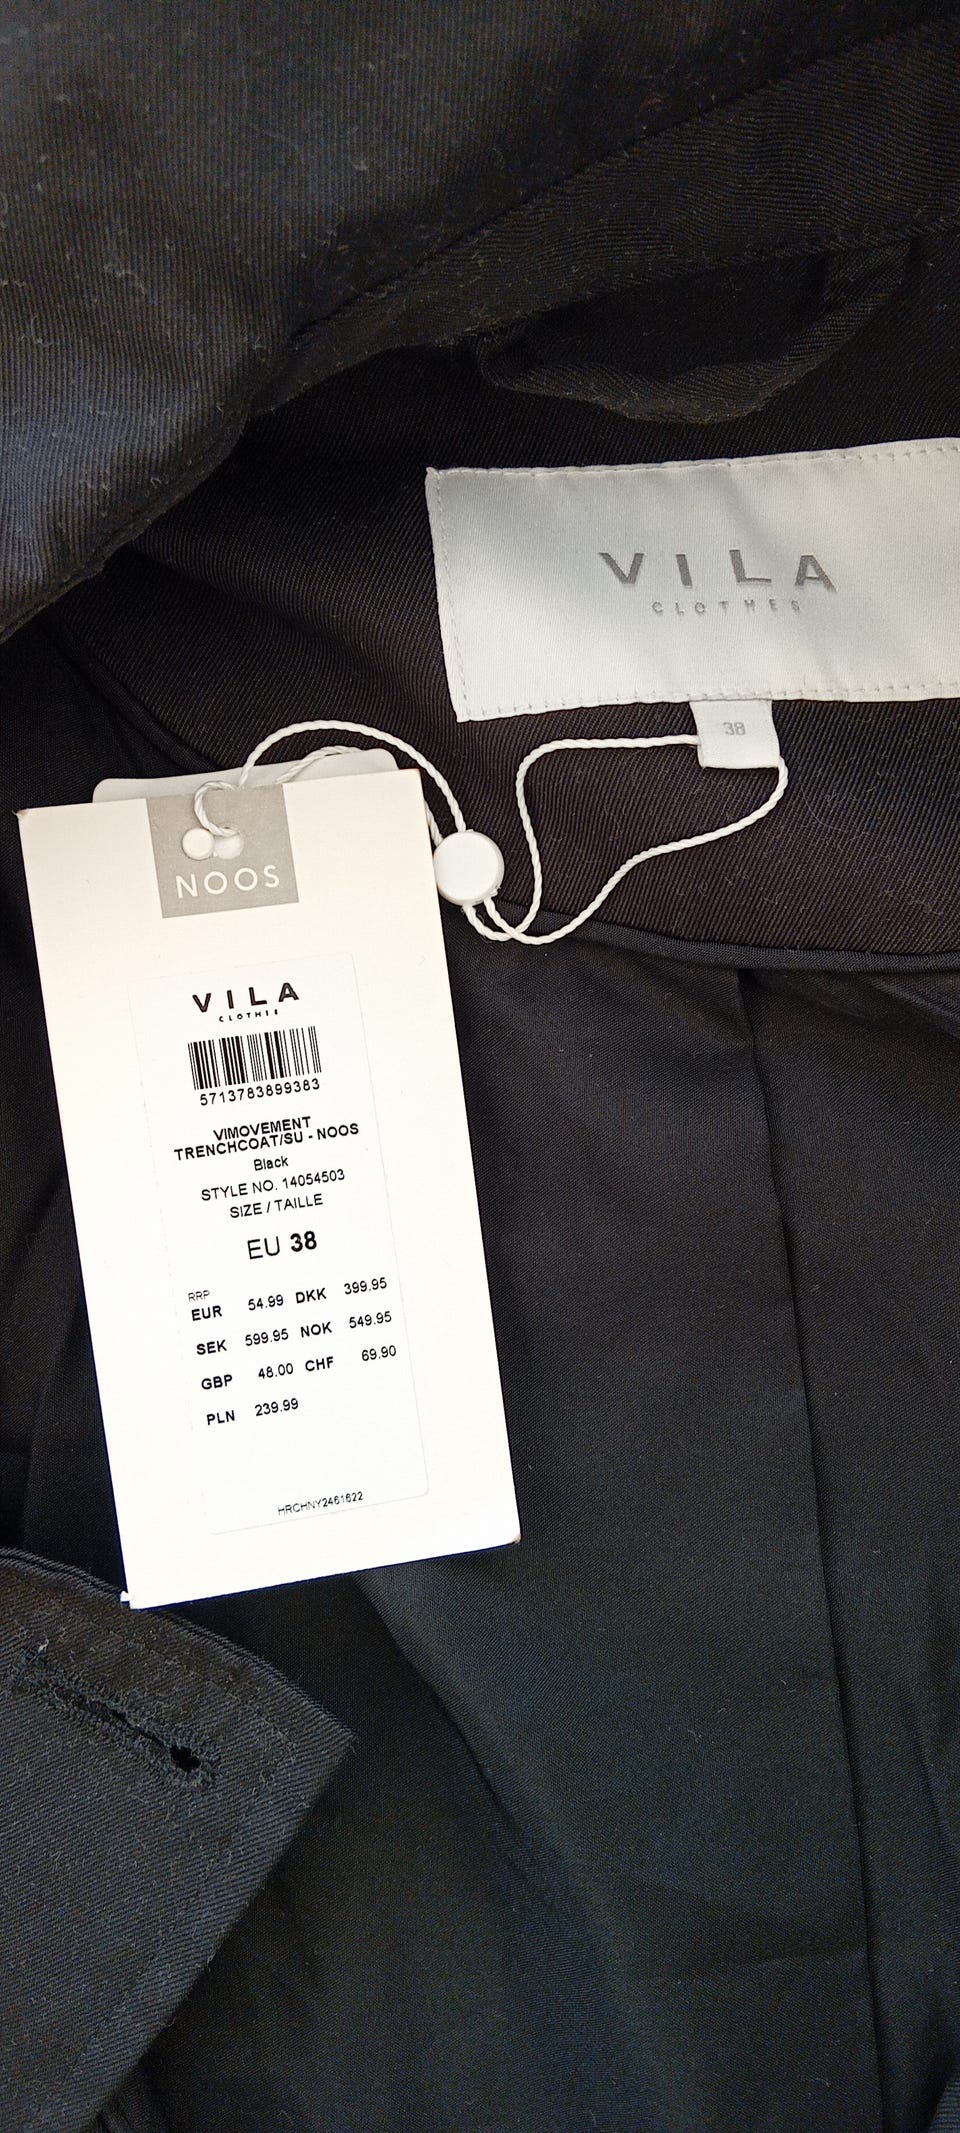 VILA
CLOTHES
38
NOOS
VILA
CLOTHES
5713783899383
VIMOVEMENT
TRENCHCOAT/SU - NOOS
Black
STYLE NO. 14054503
SIZE / TAILLE
EU 38
RRP
EUR 54.99 DKK 399.95
SEK 599.95 NOK 549.95
GBP 48.00 CHF 69.90
PLN 239.99
HRCHNY2461622